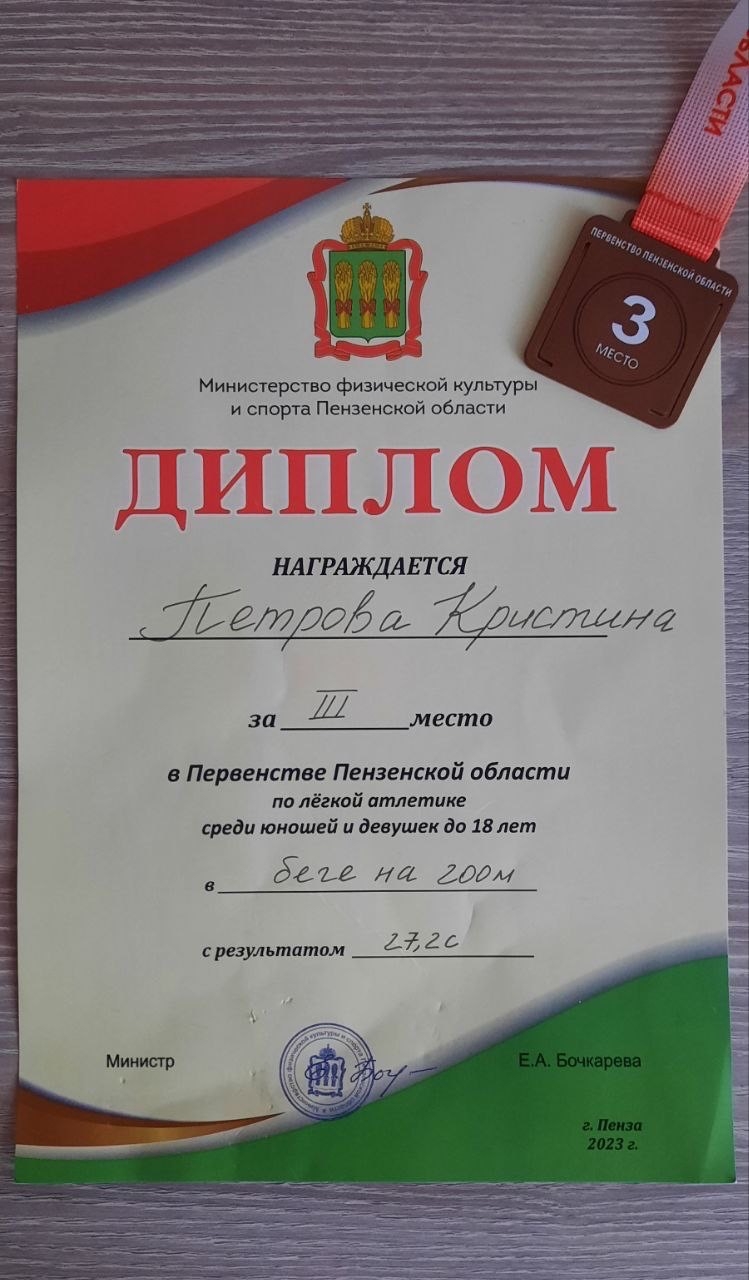 ОБЛАСТИ
ПЕРВЕНСТВО ПЕНЗЕНСКОЙ ОБЛАСТИ
3
МЕСТО
Министерство физической культуры
и спорта Пензенской области
ДИПЛОМ
НАГРАЖДАЕТСЯ
Петрова Кристина
за III место
в Первенстве Пензенской области
по лёгкой атлетике
среди юношей и девушек до 18 лет
в беге на 200м
с результатом 27,2с
Министр
Е.А. Бочкарева
г. Пенза
2023 г.